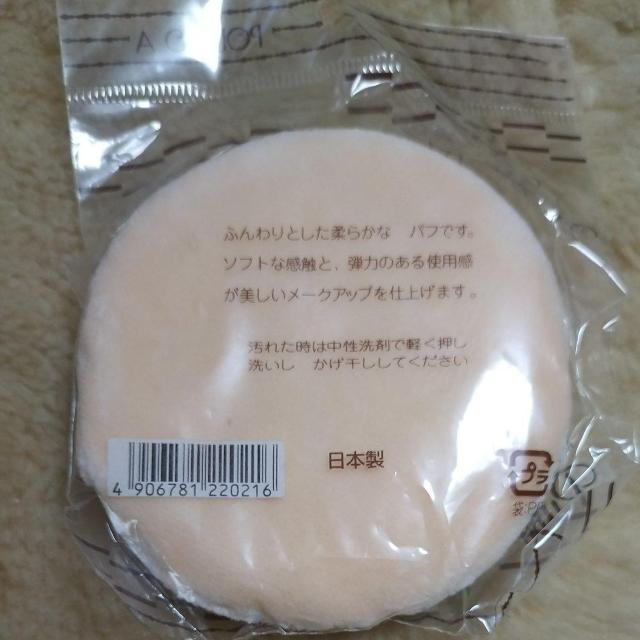 ふんわりとした柔らかな　パフです。
ソフトな感触と、弾力のある使用感
が美しいメークアップを仕上げます。
汚れた時は中性洗剤で軽く押し
洗いし　かげ干ししてください
日本製
プラ
4 906781 220216